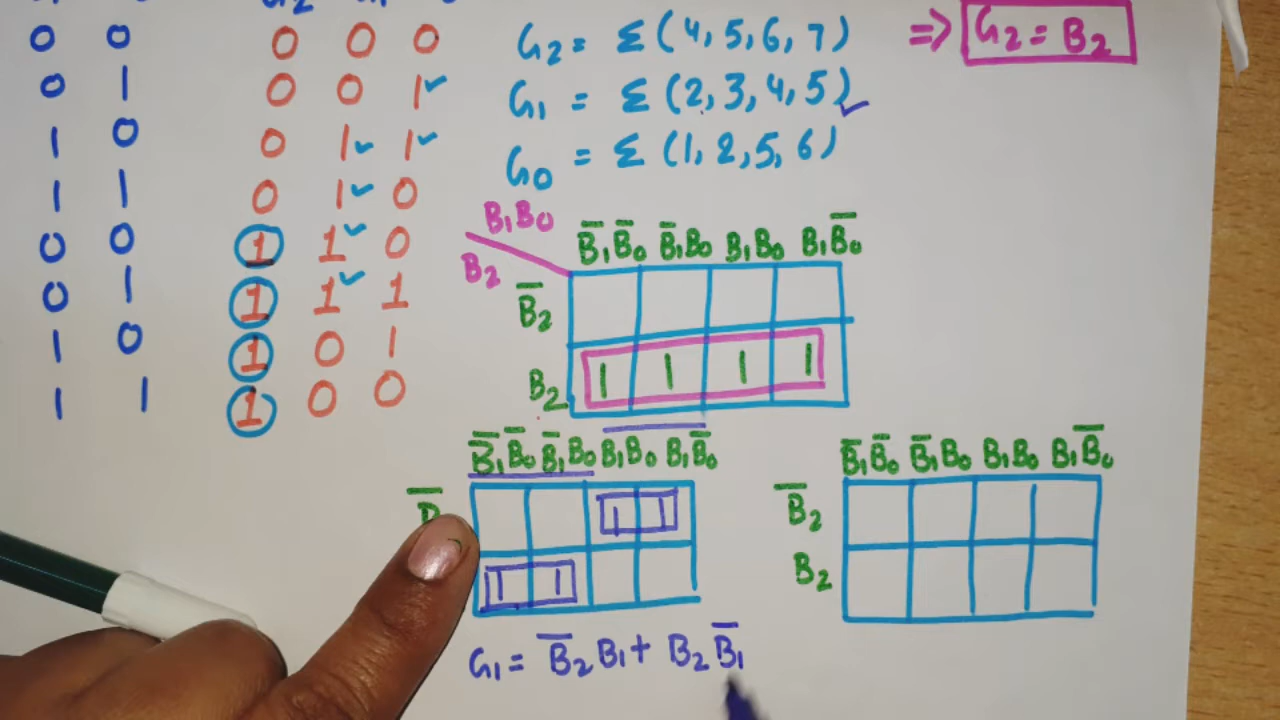 0 0 0 0 0
0 1 0 0 1
1 0 0 1 1
1 1 0 1 0
0 0 1 1 0
0 1 1 1 1
1 0 1 0 1
1 1 1 0 0
G₂ = Σ (4, 5, 6, 7) ⇒ G₂ = B₂
G₁ = Σ (2, 3, 4, 5)
G₀ = Σ (1, 2, 5, 6)
B₁B₀
B₂
B̅₁B̅₀ B̅₁B₀ B₁B₀ B₁B̅₀
B̅₂
B₂ 1 1 1 1
B̅₁B̅₀ B̅₁B₀ B₁B₀ B₁B̅₀
1 1
1 1
G₁ = B̅₂B₁ + B₂B̅₁
B̅₁B̅₀ B̅₁B₀ B₁B₀ B₁B̅₀
B̅₂
B₂